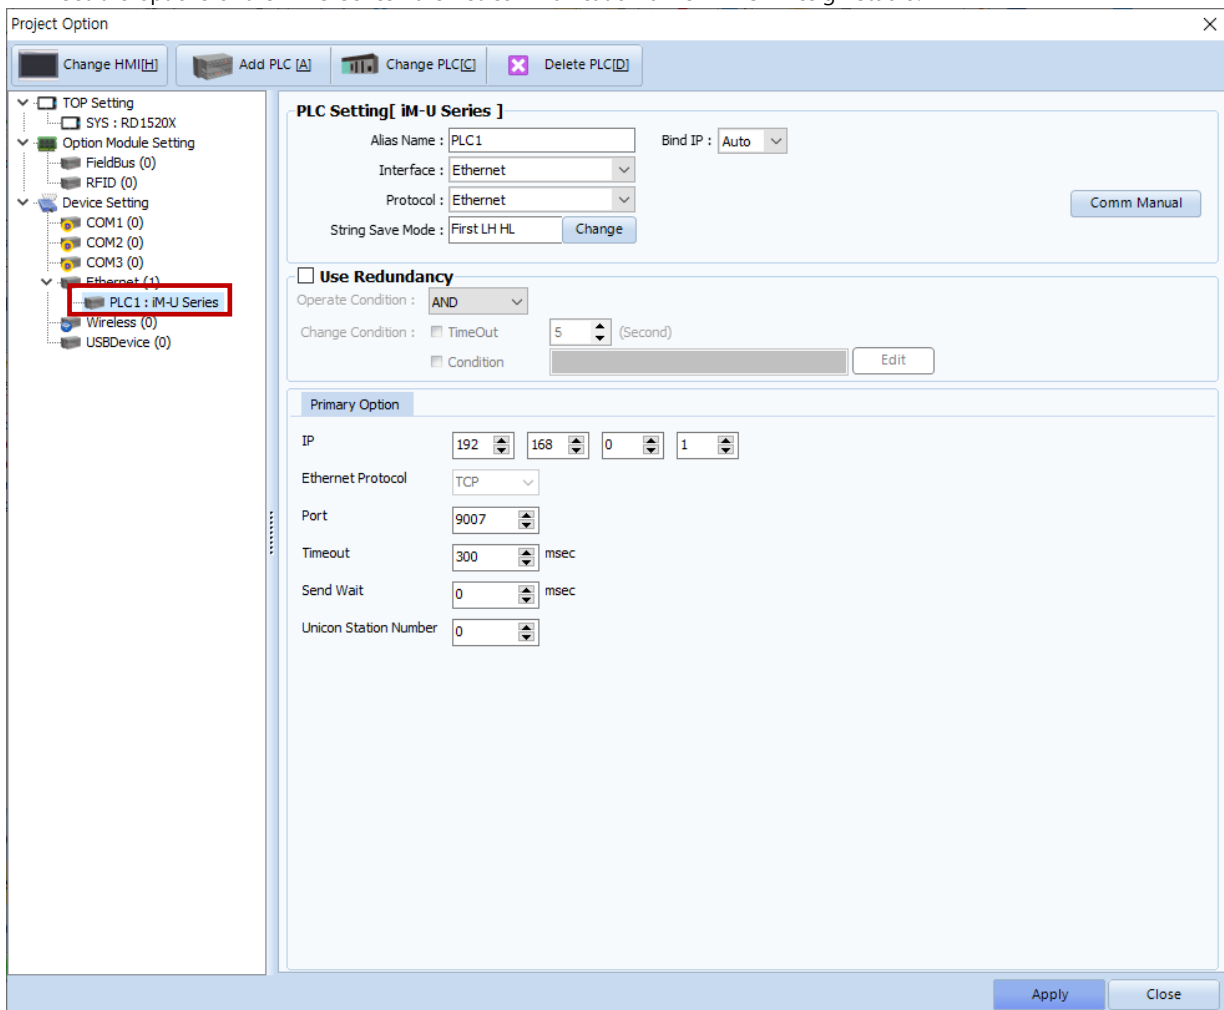 Project Option
Change HMI[H]
Add PLC [A]
Change PLC[C]
Delete PLC[D]
TOP Setting
SYS : RD1520X
Option Module Setting
FieldBus (0)
RFID (0)
Device Setting
COM1 (0)
COM2 (0)
COM3 (0)
Ethernet (1)
PLC1 : iM-U Series
Wireless (0)
USBDevice (0)
PLC Setting[ iM-U Series ]
Alias Name : PLC1
Bind IP : Auto
Interface : Ethernet
Protocol : Ethernet
Comm Manual
String Save Mode : First LH HL
Change
Use Redundancy
Operate Condition : AND
Change Condition : TimeOut 5 (Second)
Condition
Edit
Primary Option
IP 192 168 0 1
Ethernet Protocol TCP
Port 9007
Timeout 300 msec
Send Wait 0 msec
Unicon Station Number 0
Apply
Close